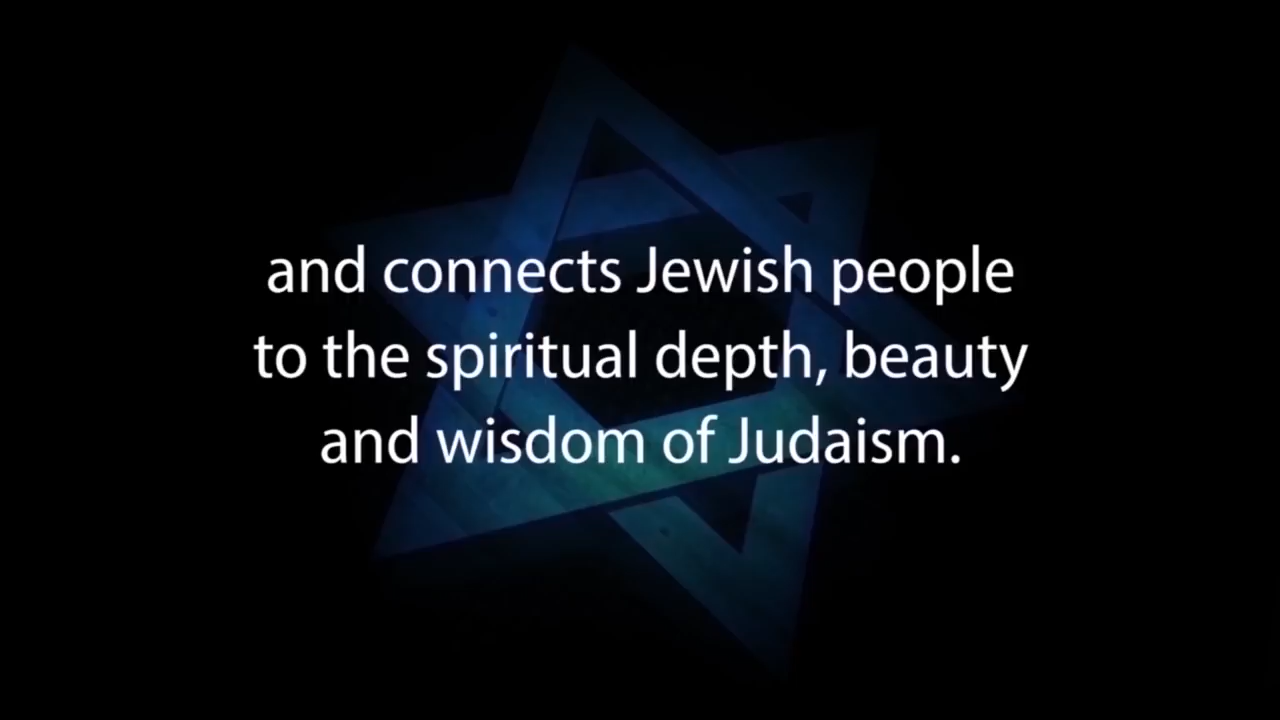 and connects Jewish people
to the spiritual depth, beauty
and wisdom of Judaism.